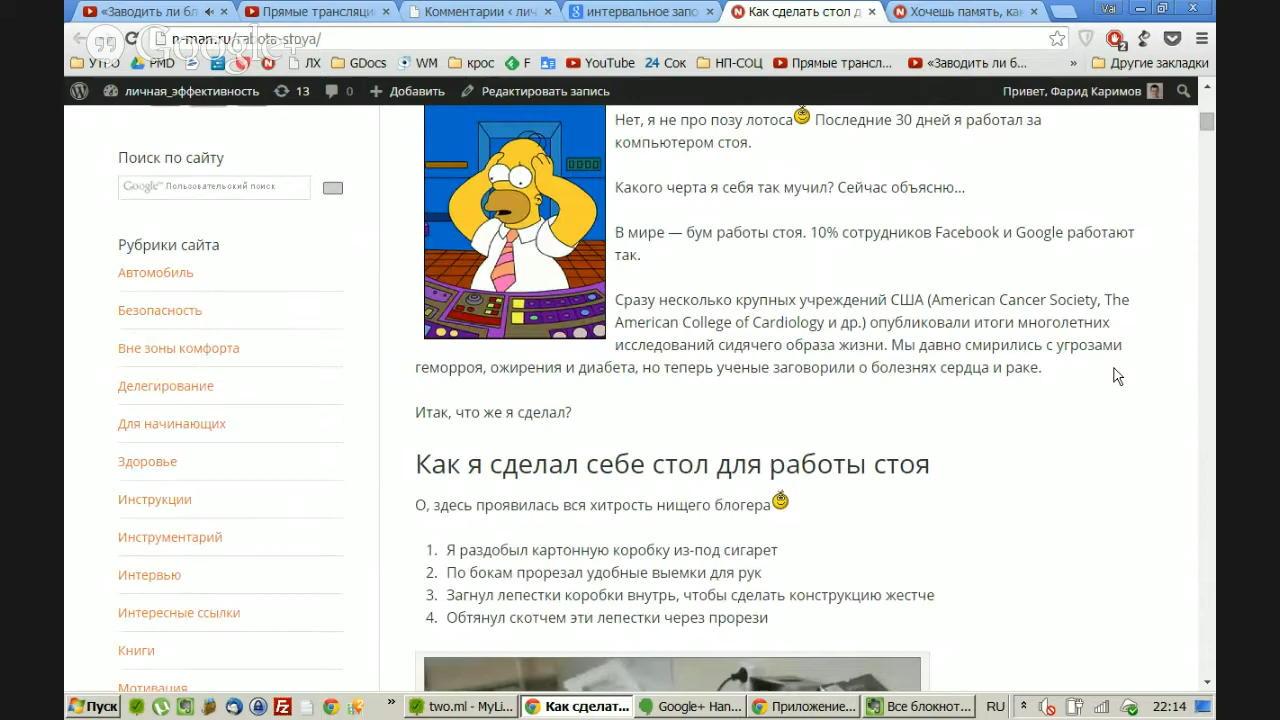 «Заводить ли бл
Прямые трансляци
Комментарии ‹ лич
интервальное запо
Как сделать стол д
Хочешь память, как
Vai
Google+
n-man.ru/rabota-stoya/
2
УТРО
PMD
ЛХ
GDocs
WM
крос
F
YouTube
24 Сок
НП-СОЦ
Прямые трансл...
«Заводить ли б...
»
Другие закладки
личная_эффективность
13
0
Добавить
Редактировать запись
Привет, Фарид Каримов
Поиск по сайту
Google Пользовательский поиск
Рубрики сайта
Автомобиль
Безопасность
Вне зоны комфорта
Делегирование
Для начинающих
Здоровье
Инструкции
Инструментарий
Интервью
Интересные ссылки
Книги
Мотивация
Нет, я не про позу лотоса Последние 30 дней я работал за
компьютером стоя.
Какого черта я себя так мучил? Сейчас объясню…
В мире — бум работы стоя. 10% сотрудников Facebook и Google работают
так.
Сразу несколько крупных учреждений США (American Cancer Society, The
American College of Cardiology и др.) опубликовали итоги многолетних
исследований сидячего образа жизни. Мы давно смирились с угрозами
геморроя, ожирения и диабета, но теперь ученые заговорили о болезнях сердца и раке.
Итак, что же я сделал?
Как я сделал себе стол для работы стоя
О, здесь проявилась вся хитрость нищего блогера
1. Я раздобыл картонную коробку из-под сигарет
2. По бокам прорезал удобные выемки для рук
3. Загнул лепестки коробки внутрь, чтобы сделать конструкцию жестче
4. Обтянул скотчем эти лепестки через прорези
Пуск
»
two.ml - MyLi...
Как сделат...
Google+ Han...
Приложение...
Все блокнот...
RU
22:14